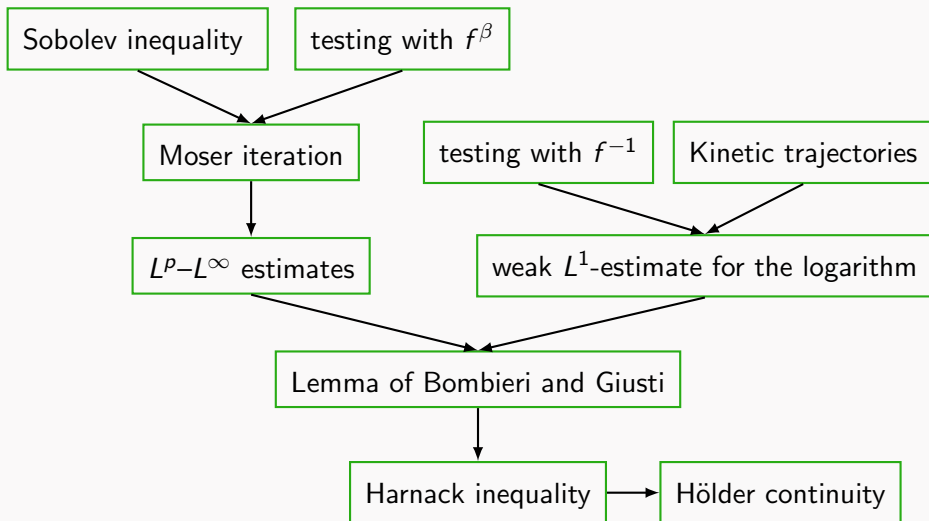 Sobolev inequality
testing with f^β
Moser iteration
testing with f^{-1}
Kinetic trajectories
L^p–L^∞ estimates
weak L^1-estimate for the logarithm
Lemma of Bombieri and Giusti
Harnack inequality
Hölder continuity